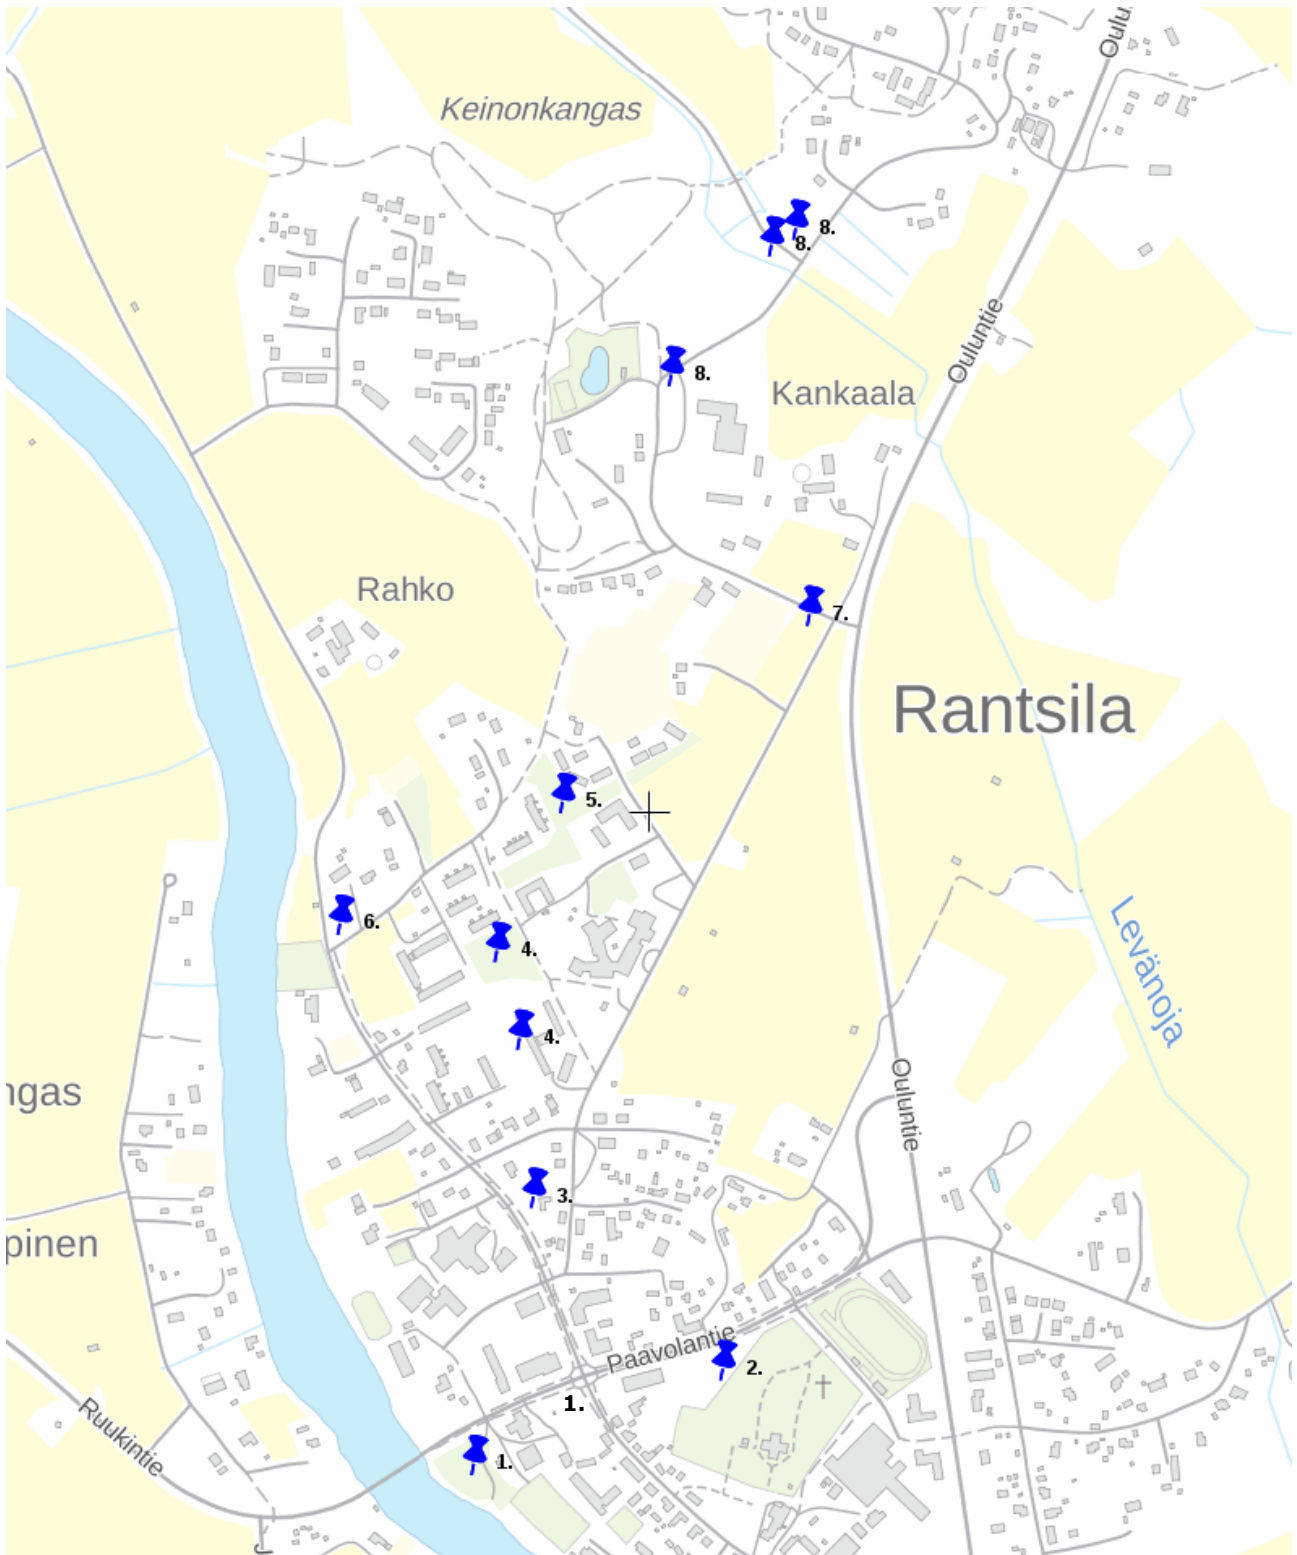 Oulu
Keinonkangas
8.
8.
Ouluntie
8.
Kankaala
Rahko
7.
Rantsila
5.
6.
4.
Levänoja
4.
Ouluntie
ngas
3.
pinen
Paavolantie
2.
1.
Ruukintie
1.